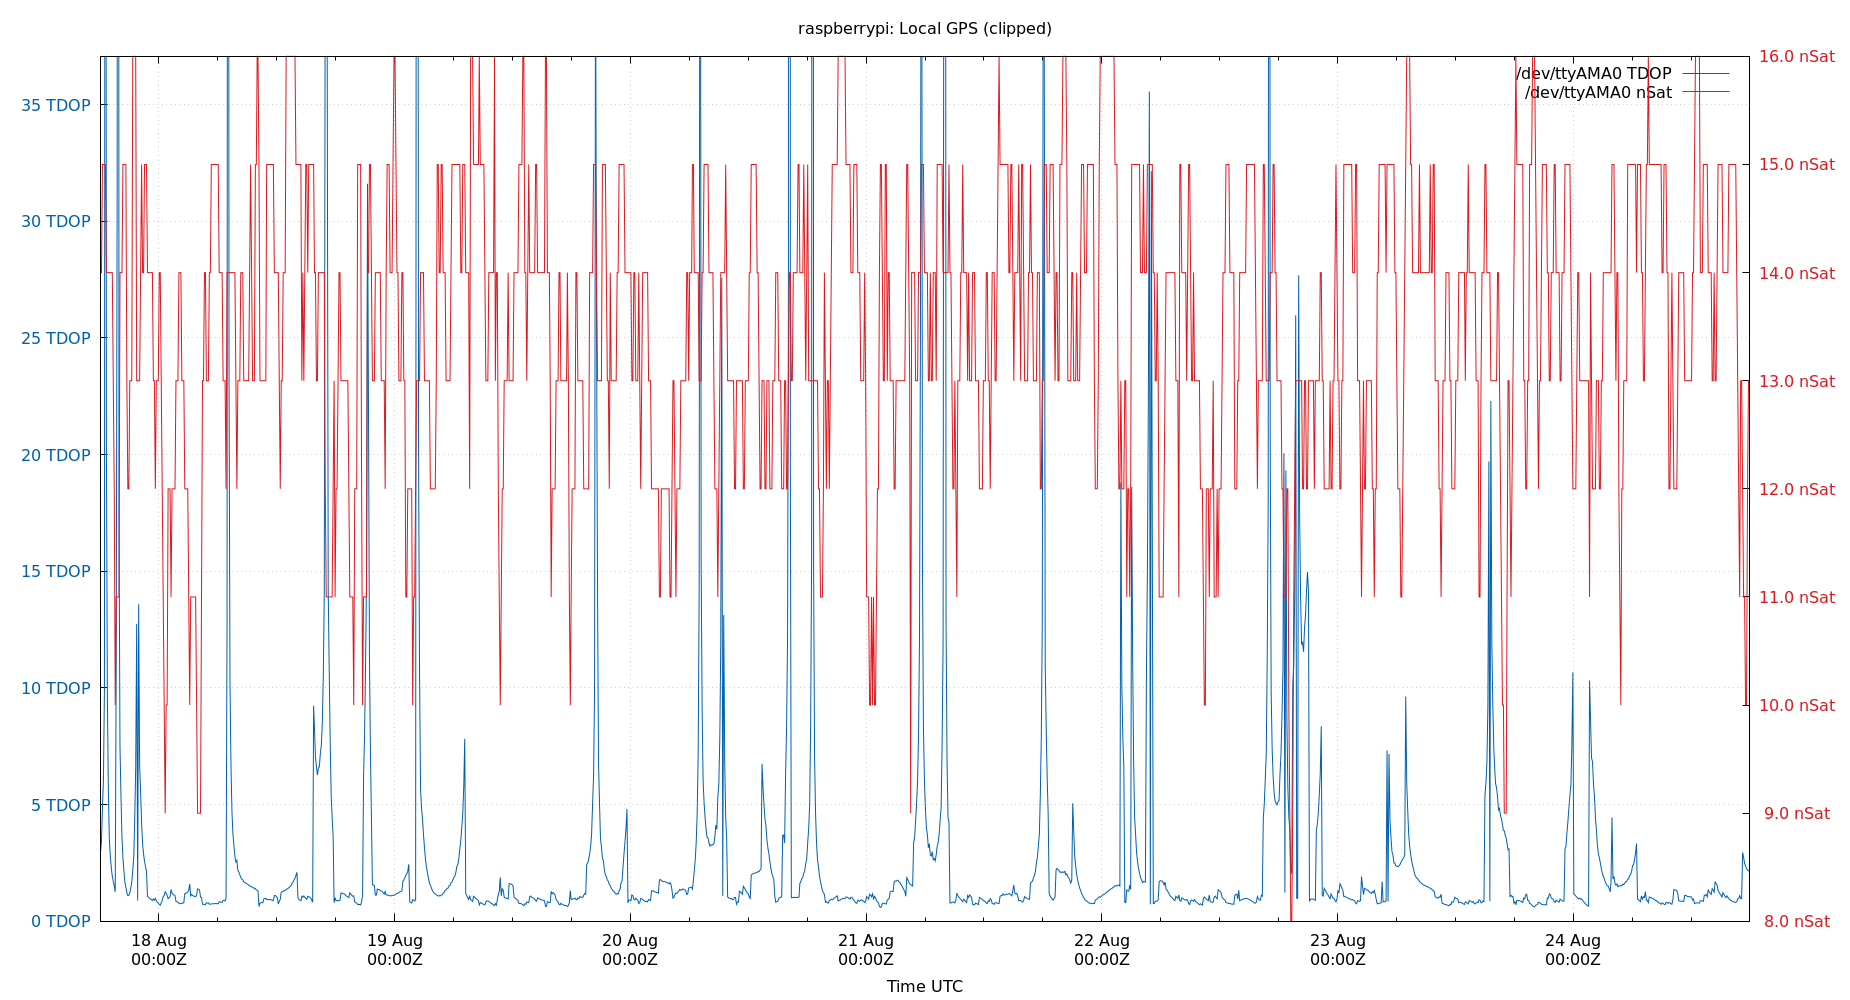 raspberrypi: Local GPS (clipped)
16.0 nSat
/dev/ttyAMA0 TDOP
/dev/ttyAMA0 nSat
35 TDOP
15.0 nSat
30 TDOP
14.0 nSat
25 TDOP
13.0 nSat
20 TDOP
12.0 nSat
15 TDOP
11.0 nSat
10 TDOP
10.0 nSat
5 TDOP
9.0 nSat
0 TDOP
8.0 nSat
18 Aug 19 Aug 20 Aug 21 Aug 22 Aug 23 Aug 24 Aug
00:00Z 00:00Z 00:00Z 00:00Z 00:00Z 00:00Z 00:00Z
Time UTC